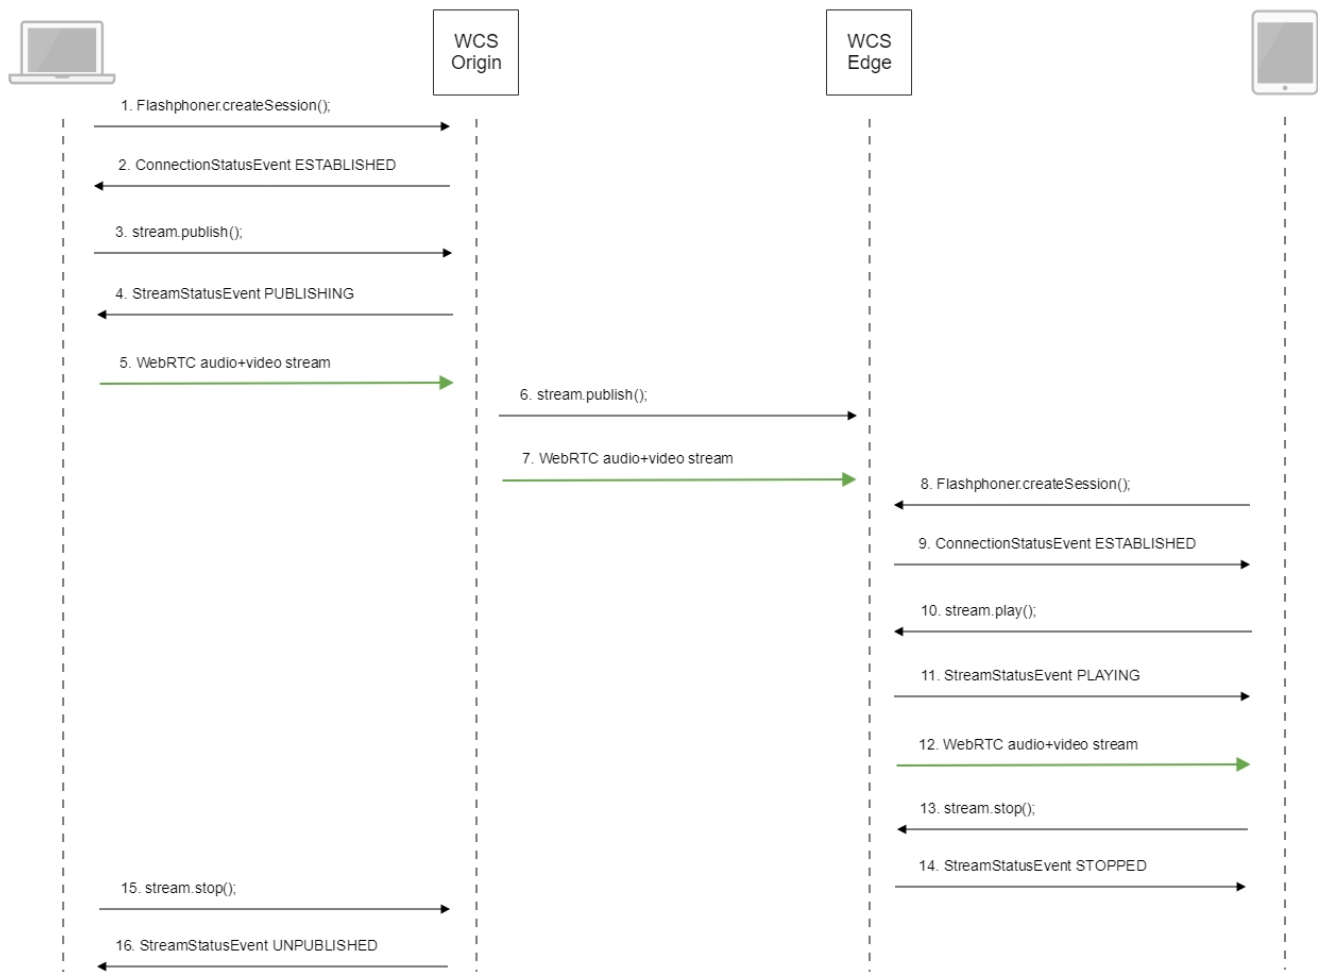 WCS
Origin
WCS
Edge
1. Flashphoner.createSession();
2. ConnectionStatusEvent ESTABLISHED
3. stream.publish();
4. StreamStatusEvent PUBLISHING
5. WebRTC audio+video stream
6. stream.publish();
7. WebRTC audio+video stream
8. Flashphoner.createSession();
9. ConnectionStatusEvent ESTABLISHED
10. stream.play();
11. StreamStatusEvent PLAYING
12. WebRTC audio+video stream
13. stream.stop();
14. StreamStatusEvent STOPPED
15. stream.stop();
16. StreamStatusEvent UNPUBLISHED